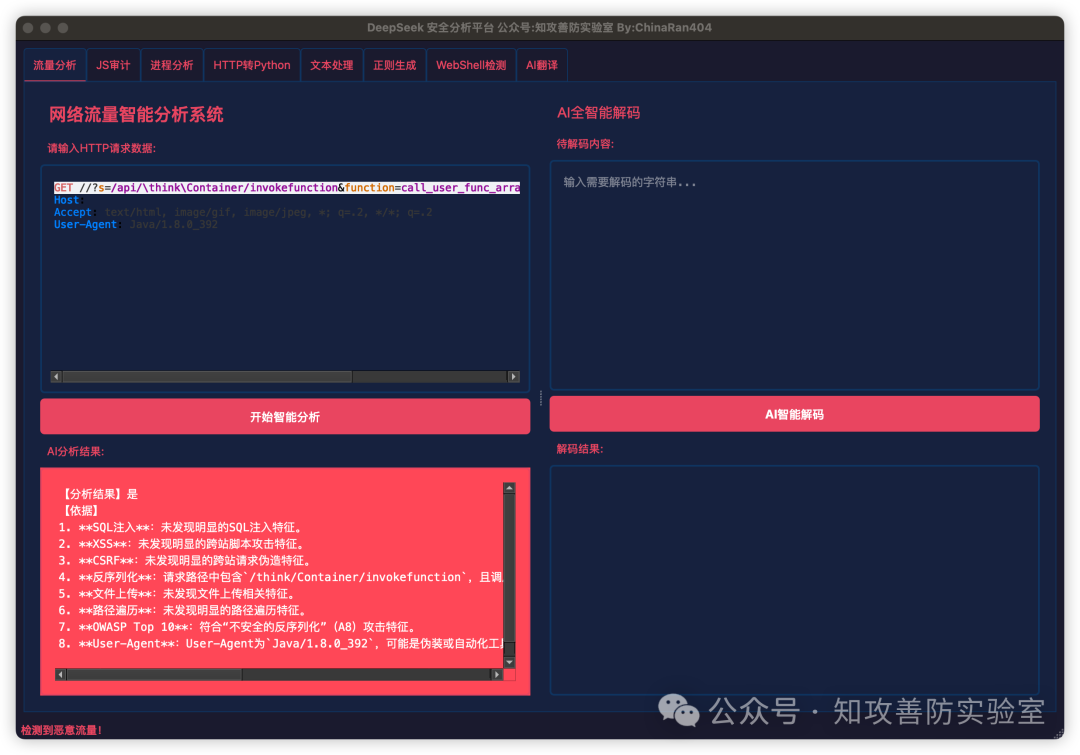 DeepSeek 安全分析平台 公众号:知攻善防实验室 By:ChinaRan404
流量分析 JS审计 进程分析 HTTP转Python 文本处理 正则生成 WebShell检测 AI翻译
网络流量智能分析系统
请输入HTTP请求数据:
GET //?s=/api/\think\Container/invokefunction&function=call_user_func_arra
Host:
Accept: text/html, image/gif, image/jpeg, *; q=.2, */*; q=.2
User-Agent: Java/1.8.0_392
开始智能分析
AI分析结果:
【分析结果】是
【依据】
1. **SQL注入**: 未发现明显的SQL注入特征。
2. **XSS**: 未发现明显的跨站脚本攻击特征。
3. **CSRF**: 未发现明显的跨站请求伪造特征。
4. **反序列化**: 请求路径中包含`/think/Container/invokefunction`, 且调
5. **文件上传**: 未发现文件上传相关特征。
6. **路径遍历**: 未发现明显的路径遍历特征。
7. **OWASP Top 10**: 符合“不安全的反序列化”（A8）攻击特征。
8. **User-Agent**: User-Agent为`Java/1.8.0_392`, 可能是伪装或自动化工
AI全智能解码
待解码内容:
输入需要解码的字符串...
AI智能解码
解码结果:
公众号 · 知攻善防实验室
检测到恶意流量!